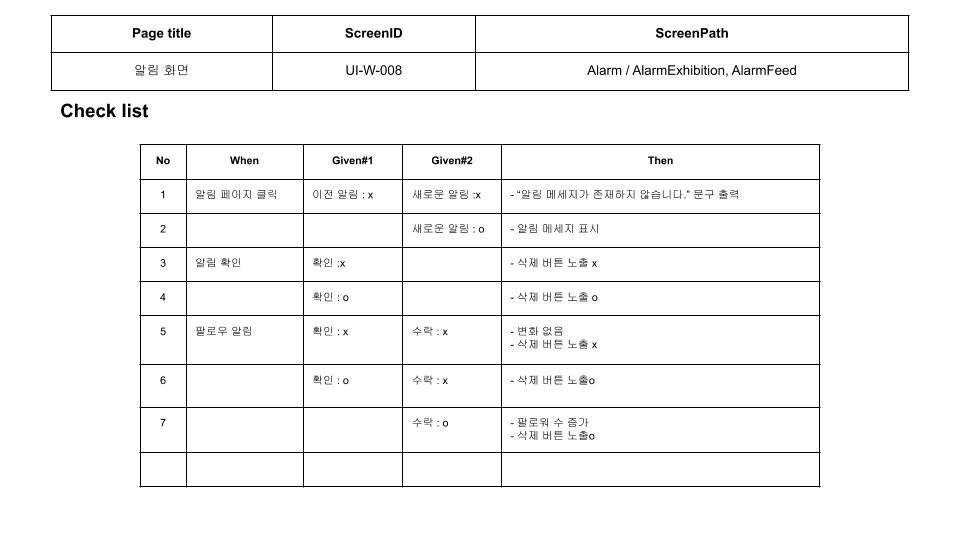 Page title ScreenID ScreenPath
알림 화면 UI-W-008 Alarm / AlarmExhibition, AlarmFeed
Check list
No When Given#1 Given#2 Then
1 알림 페이지 클릭 이전 알림 : x 새로운 알림 :x - “알림 메세지가 존재하지 않습니다.” 문구 출력
2 새로운 알림 : o - 알림 메세지 표시
3 알림 확인 확인 :x - 삭제 버튼 노출 x
4 확인 : o - 삭제 버튼 노출 o
5 팔로우 알림 확인 : x 수락 : x - 변화 없음
- 삭제 버튼 노출 x
6 확인 : o 수락 : x - 삭제 버튼 노출o
7 수락 : o - 팔로워 수 증가
- 삭제 버튼 노출o